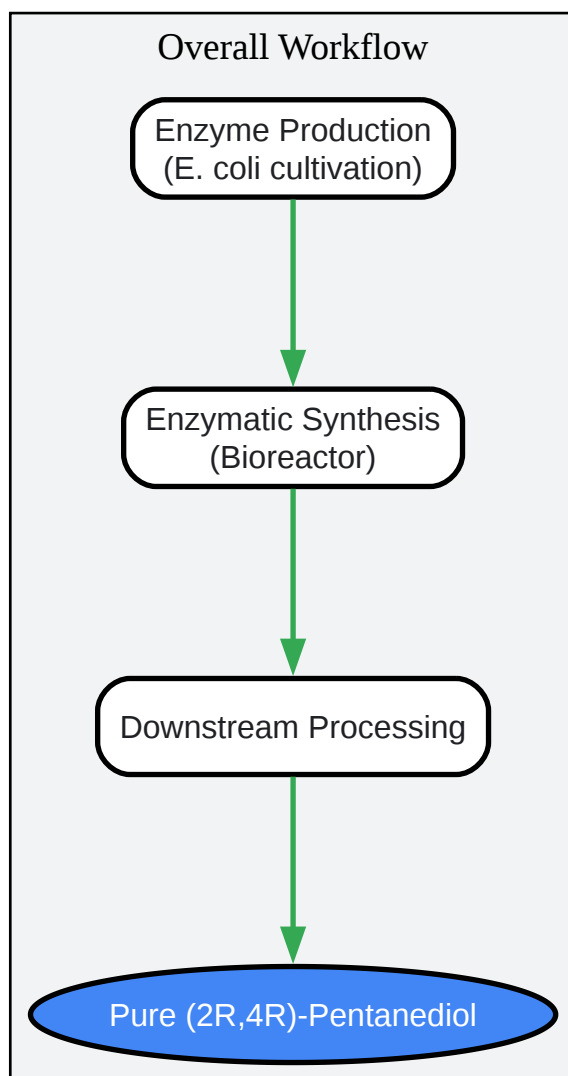 Overall Workflow
Enzyme Production
(E. coli cultivation)
Enzymatic Synthesis
(Bioreactor)
Downstream Processing
Pure (2R,4R)-Pentanediol